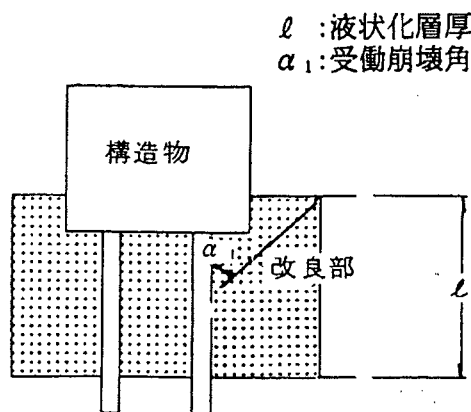 ℓ :液状化層厚
α₁:受働崩壊角
構造物
α₁
改良部
ℓ